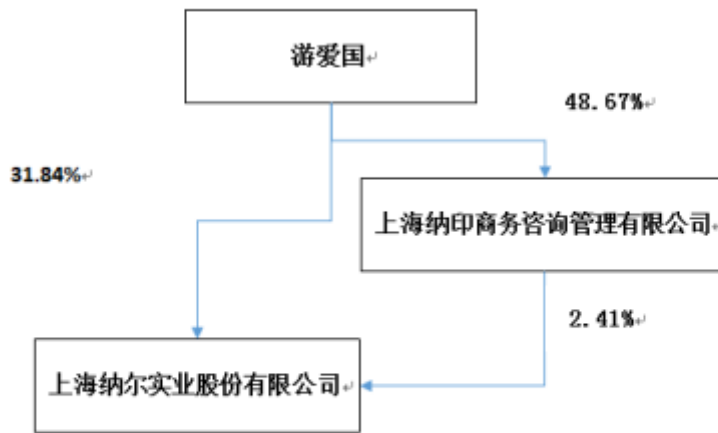 游爱国
48.67%
31.84%
上海纳印商务咨询管理有限公司
2.41%
上海纳尔实业股份有限公司